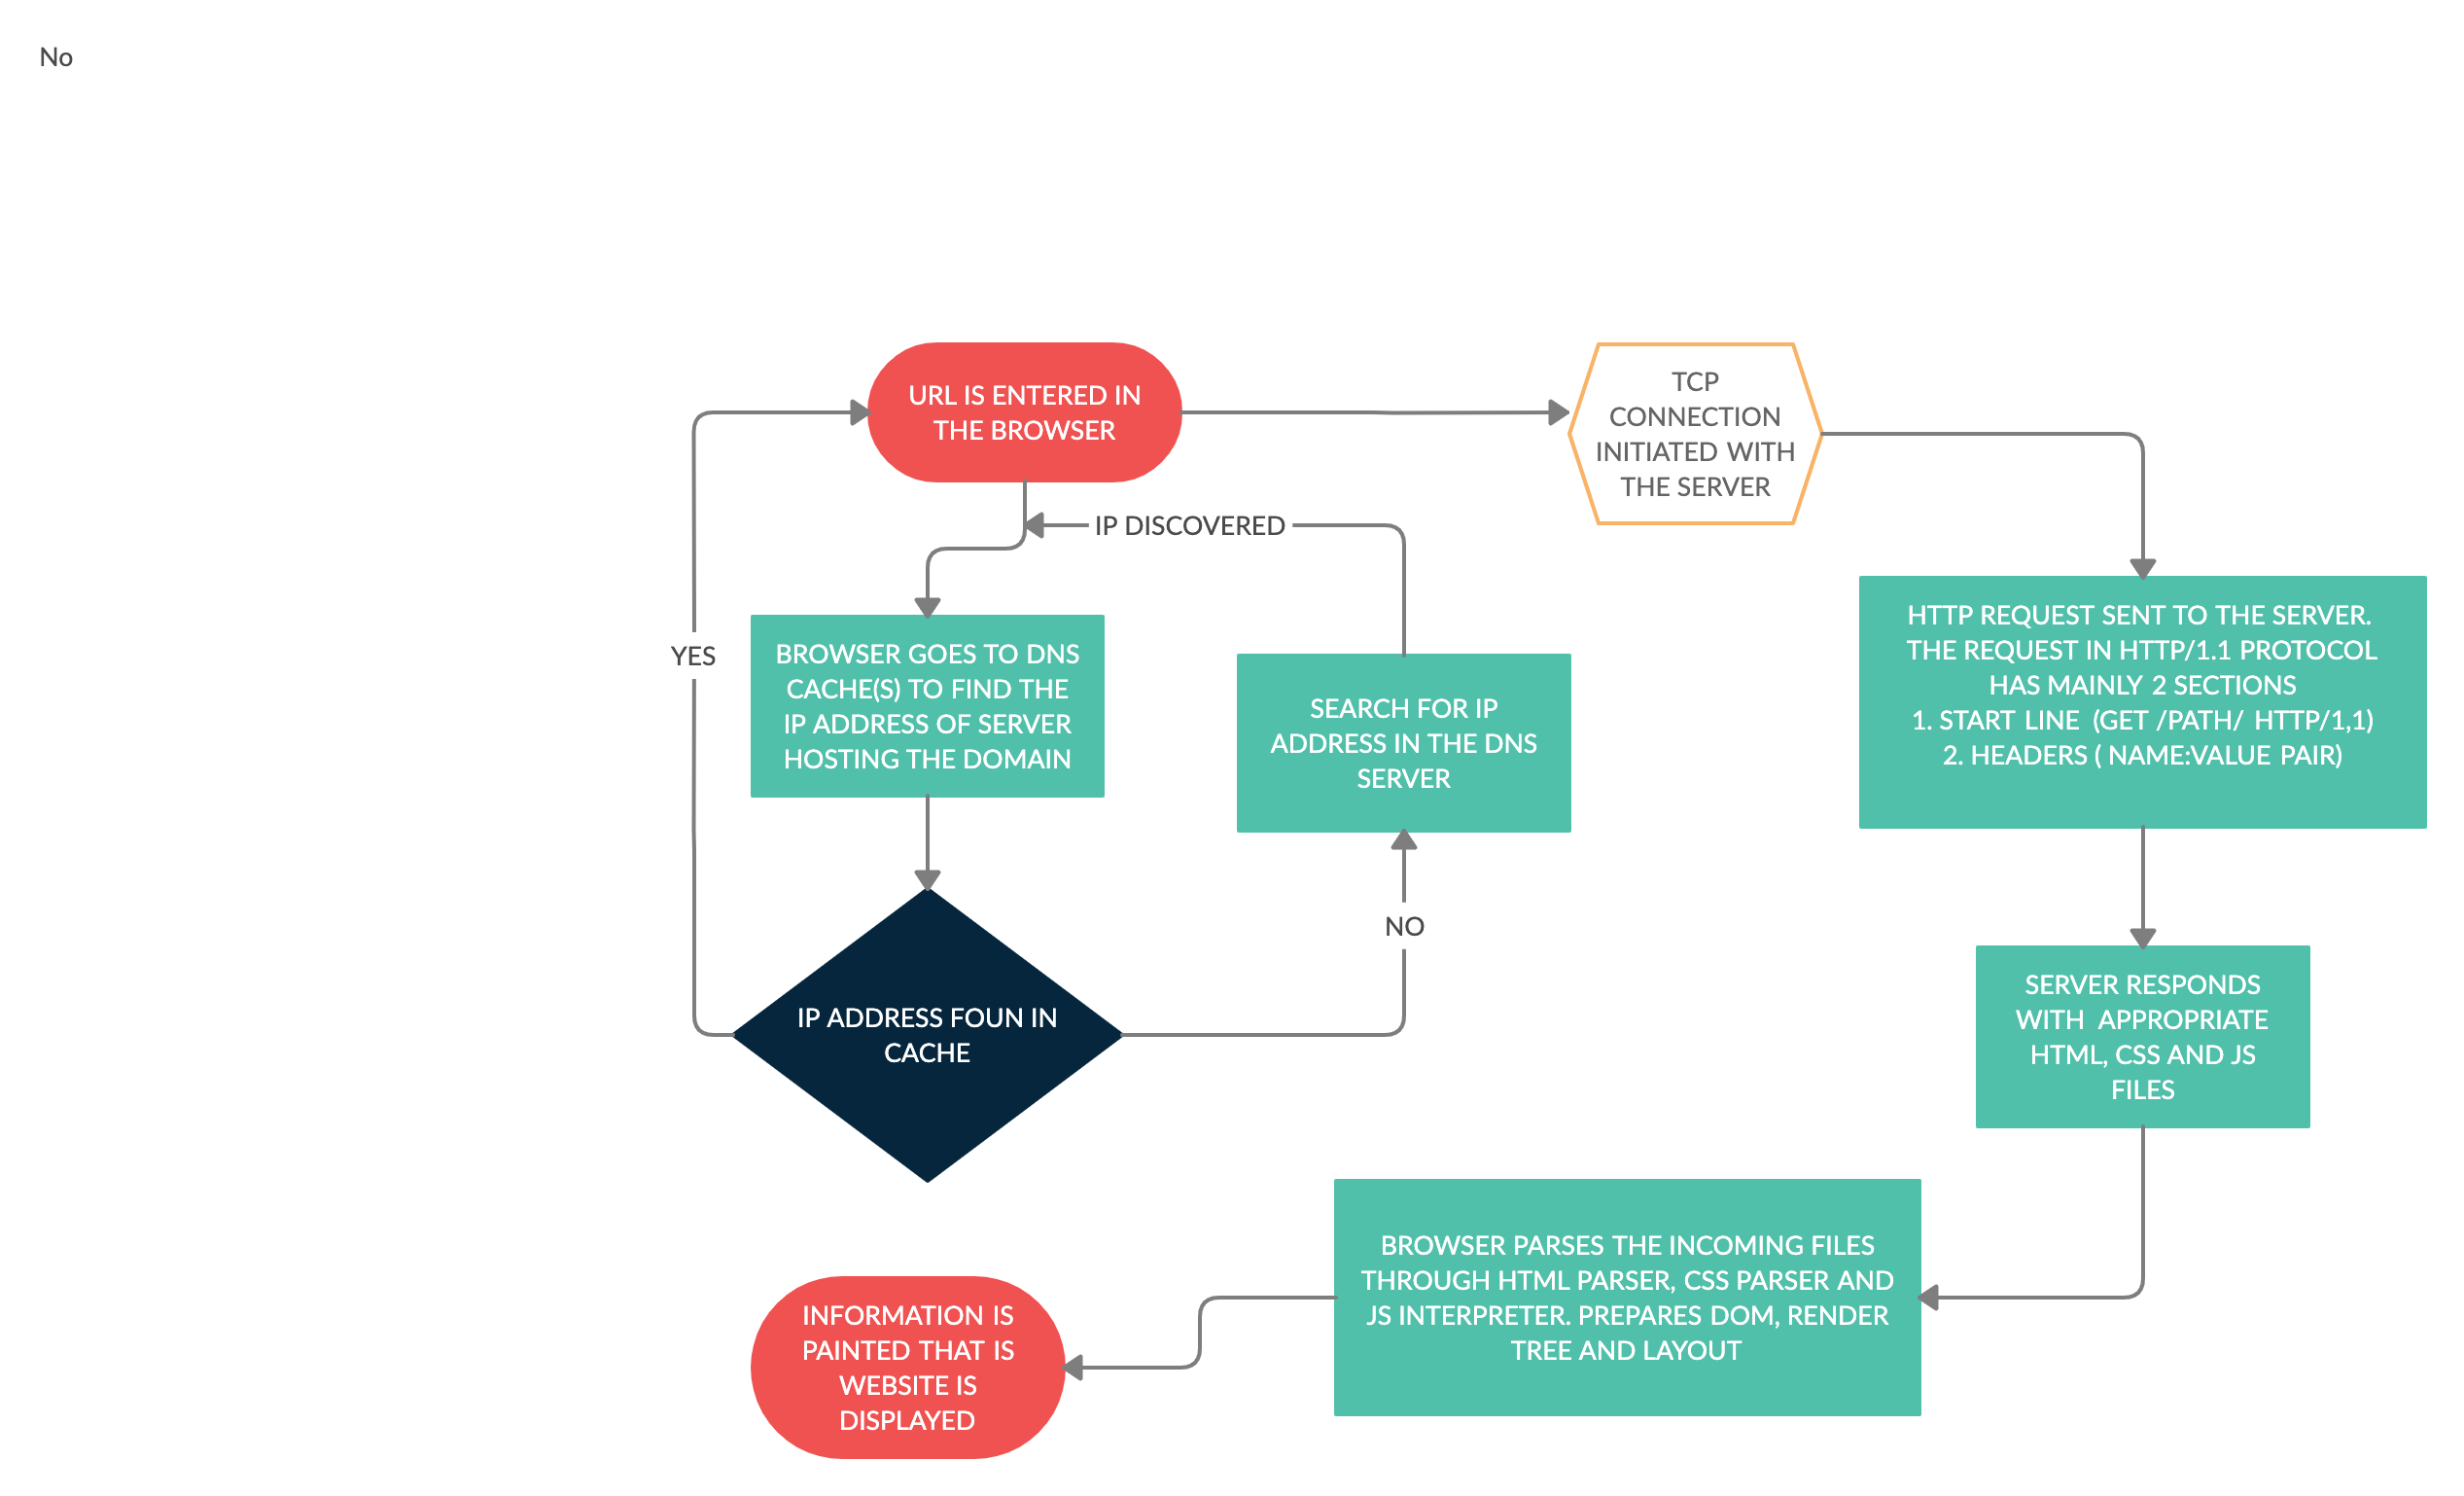 No
URL IS ENTERED IN
THE BROWSER
TCP
CONNECTION
INITIATED WITH
THE SERVER
IP DISCOVERED
YES
BROWSER GOES TO DNS
CACHE(S) TO FIND THE
IP ADDRESS OF SERVER
HOSTING THE DOMAIN
SEARCH FOR IP
ADDRESS IN THE DNS
SERVER
HTTP REQUEST SENT TO THE SERVER.
THE REQUEST IN HTTP/1.1 PROTOCOL
HAS MAINLY 2 SECTIONS
1. START LINE (GET /PATH/ HTTP/1,1)
2. HEADERS ( NAME:VALUE PAIR)
NO
IP ADDRESS FOUN IN
CACHE
SERVER RESPONDS
WITH APPROPRIATE
HTML, CSS AND JS
FILES
BROWSER PARSES THE INCOMING FILES
THROUGH HTML PARSER, CSS PARSER AND
JS INTERPRETER. PREPARES DOM, RENDER
TREE AND LAYOUT
INFORMATION IS
PAINTED THAT IS
WEBSITE IS
DISPLAYED